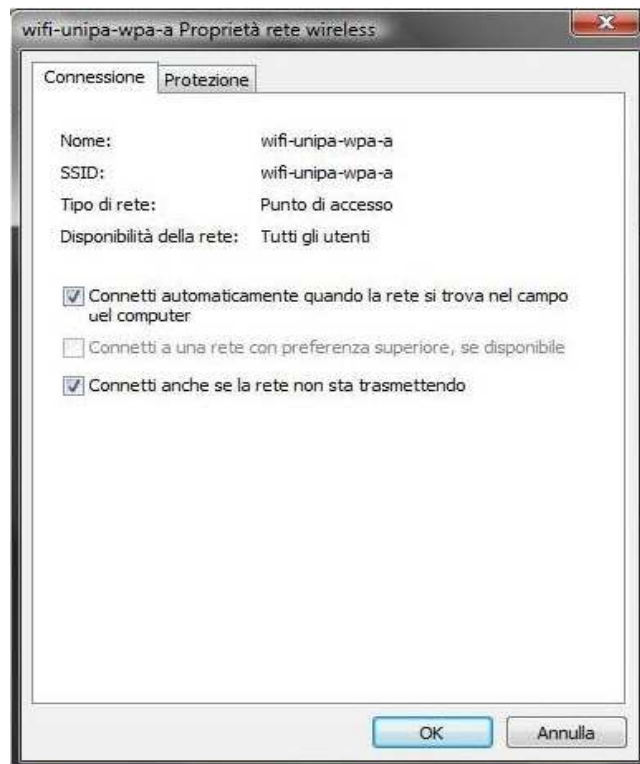 wifi-unipa-wpa-a Proprietà rete wireless
Connessione Protezione
Nome: wifi-unipa-wpa-a
SSID: wifi-unipa-wpa-a
Tipo di rete: Punto di accesso
Disponibilità della rete: Tutti gli utenti
Connetti automaticamente quando la rete si trova nel campo
uel computer
Connetti a una rete con preferenza superiore, se disponibile
Connetti anche se la rete non sta trasmettendo
OK Annulla